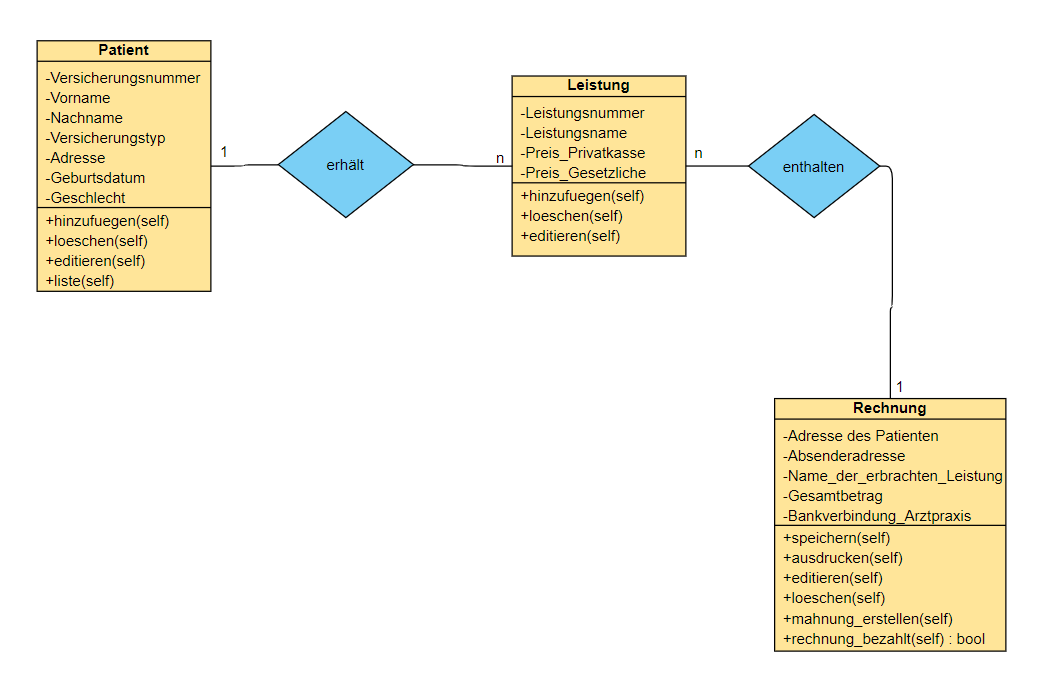 Patient
-Versicherungsnummer
-Vorname
-Nachname
-Versicherungstyp
-Adresse
-Geburtsdatum
-Geschlecht
+hinzufuegen(self)
+loeschen(self)
+editieren(self)
+liste(self)
1
erhält
n
Leistung
-Leistungsnummer
-Leistungsname
-Preis_Privatkasse
-Preis_Gesetzliche
+hinzufuegen(self)
+loeschen(self)
+editieren(self)
n
enthalten
1
Rechnung
-Adresse des Patienten
-Absenderadresse
-Name_der_erbrachten_Leistung
-Gesamtbetrag
-Bankverbindung_Arztpraxis
+speichern(self)
+ausdrucken(self)
+editieren(self)
+loeschen(self)
+mahnung_erstellen(self)
+rechnung_bezahlt(self) : bool